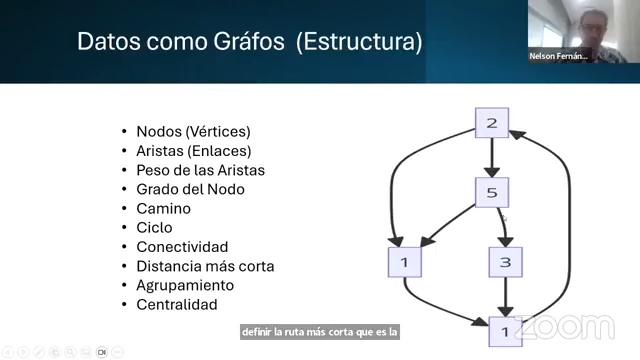 Datos como Gráfos (Estructura)
Nelson Fernán...
• Nodos (Vértices)
• Aristas (Enlaces)
• Peso de las Aristas
• Grado del Nodo
• Camino
• Ciclo
• Conectividad
• Distancia más corta
• Agrupamiento
• Centralidad
2
5
1
3
1
definir la ruta más corta que es la
zoom